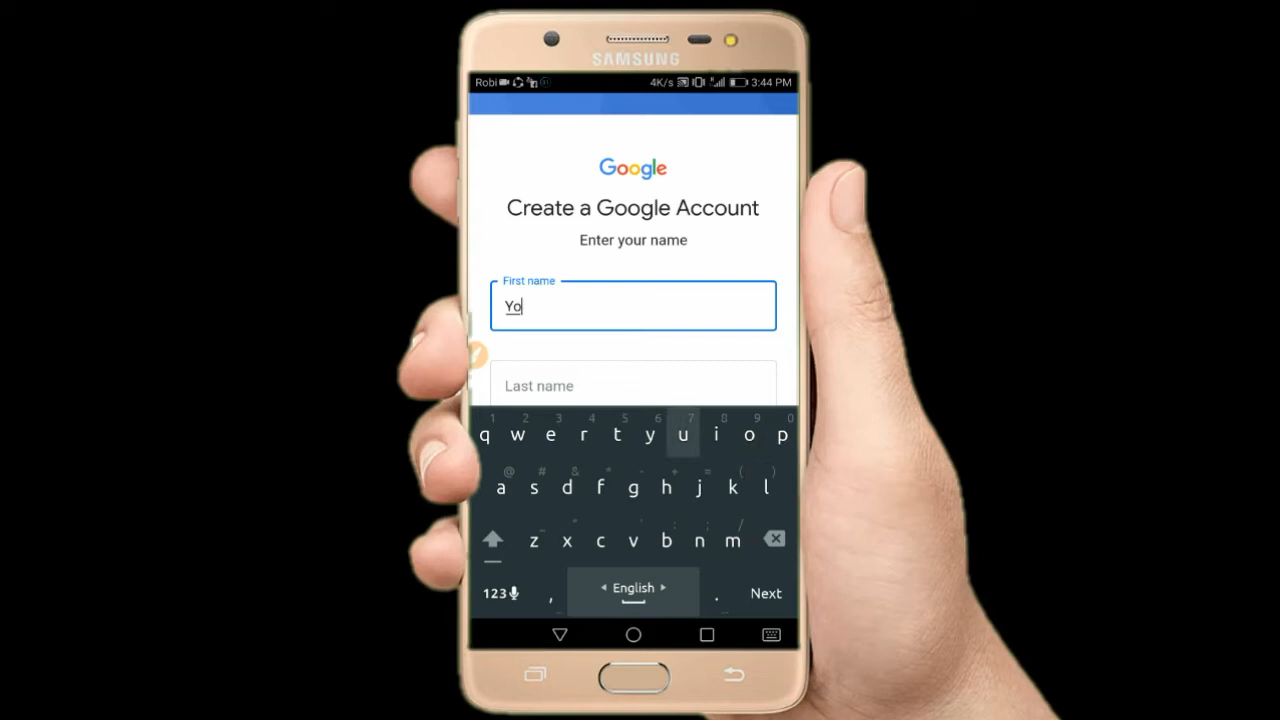 SAMSUNG
Robi 4K/s 3:44 PM
Google
Create a Google Account
Enter your name
First name
Yo
Last name
1 2 3 4 5 6 7 8 9 0
q w e r t y u i o p
@ # & * - + = ( )
a s d f g h j k l
z x c v b n m
123 , English . Next